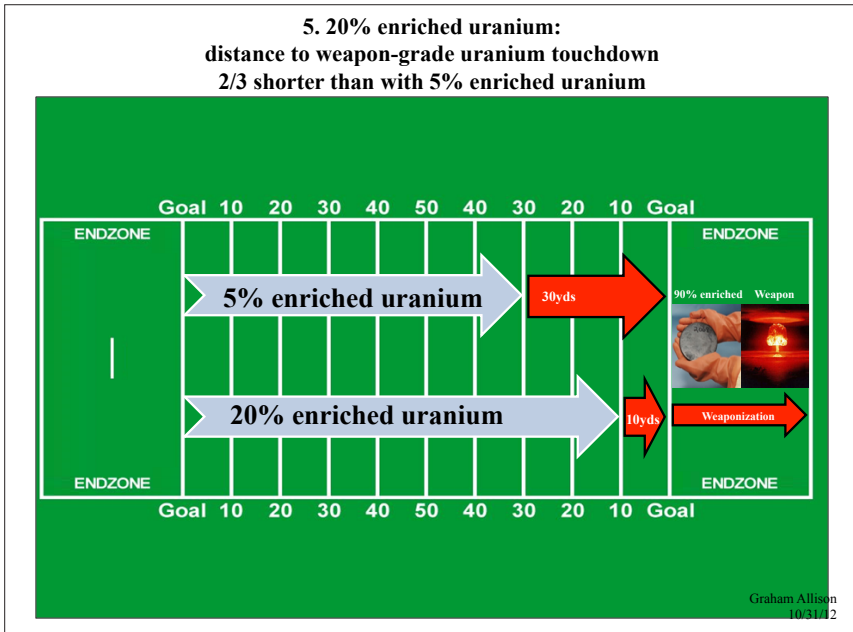 5. 20% enriched uranium:
distance to weapon-grade uranium touchdown
2/3 shorter than with 5% enriched uranium
Goal 10 20 30 40 50 40 30 20 10 Goal
ENDZONE ENDZONE
5% enriched uranium 30yds 90% enriched Weapon
20% enriched uranium 10yds Weaponization
ENDZONE ENDZONE
Goal 10 20 30 40 50 40 30 20 10 Goal
Graham Allison
10/31/12